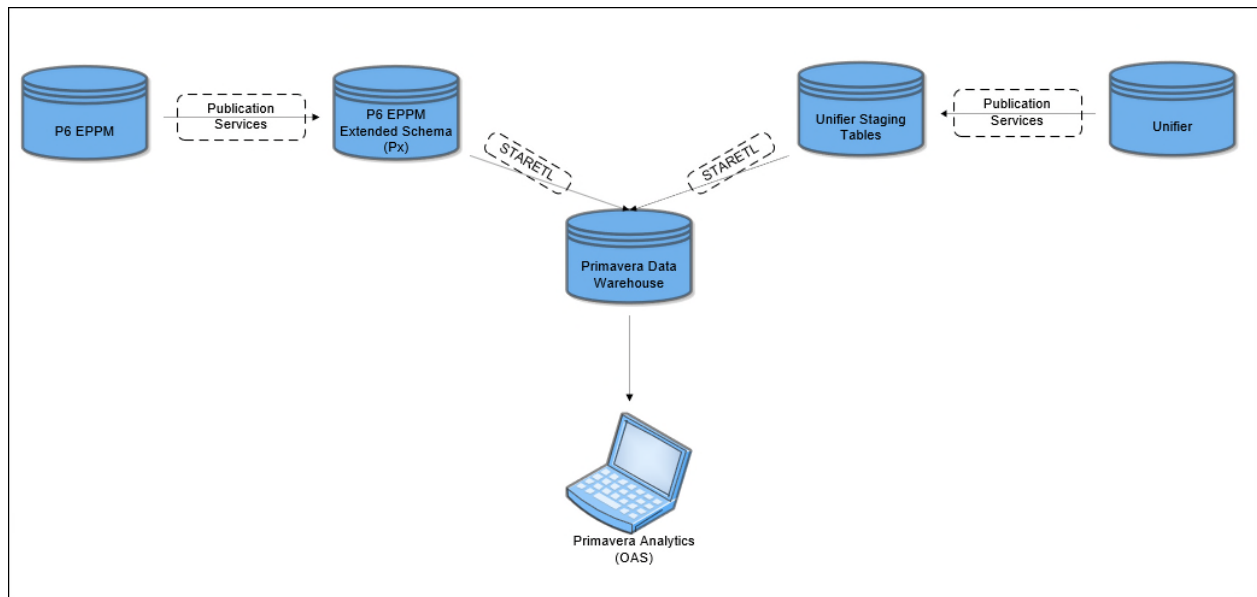 P6 EPPM
Publication
Services
P6 EPPM
Extended Schema
(Px)
STARETL
Unifier Staging
Tables
Publication
Services
Unifier
STARETL
Primavera Data
Warehouse
Primavera Analytics
(OAS)